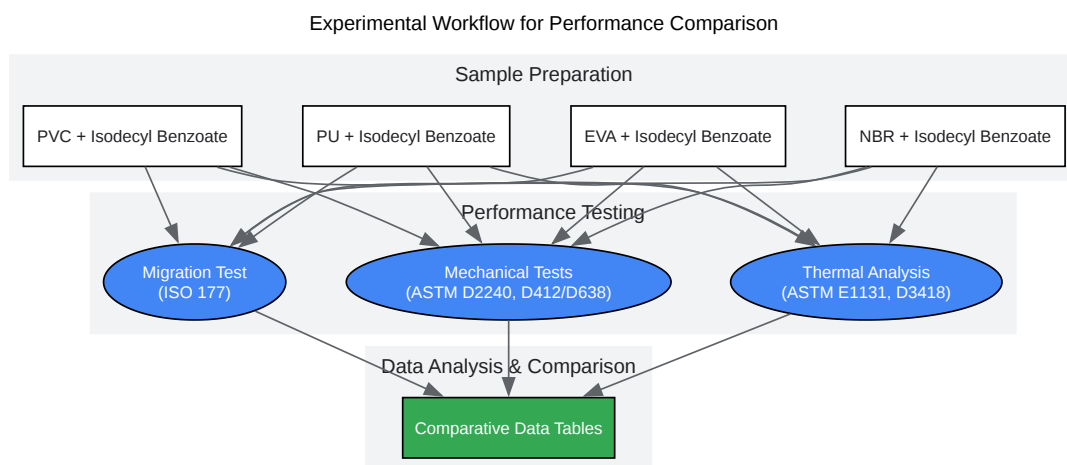 Experimental Workflow for Performance Comparison
Sample Preparation
PVC + Isodecyl Benzoate
PU + Isodecyl Benzoate
EVA + Isodecyl Benzoate
NBR + Isodecyl Benzoate
Performance Testing
Migration Test
(ISO 177)
Mechanical Tests
(ASTM D2240, D412/D638)
Thermal Analysis
(ASTM E1131, D3418)
Data Analysis & Comparison
Comparative Data Tables